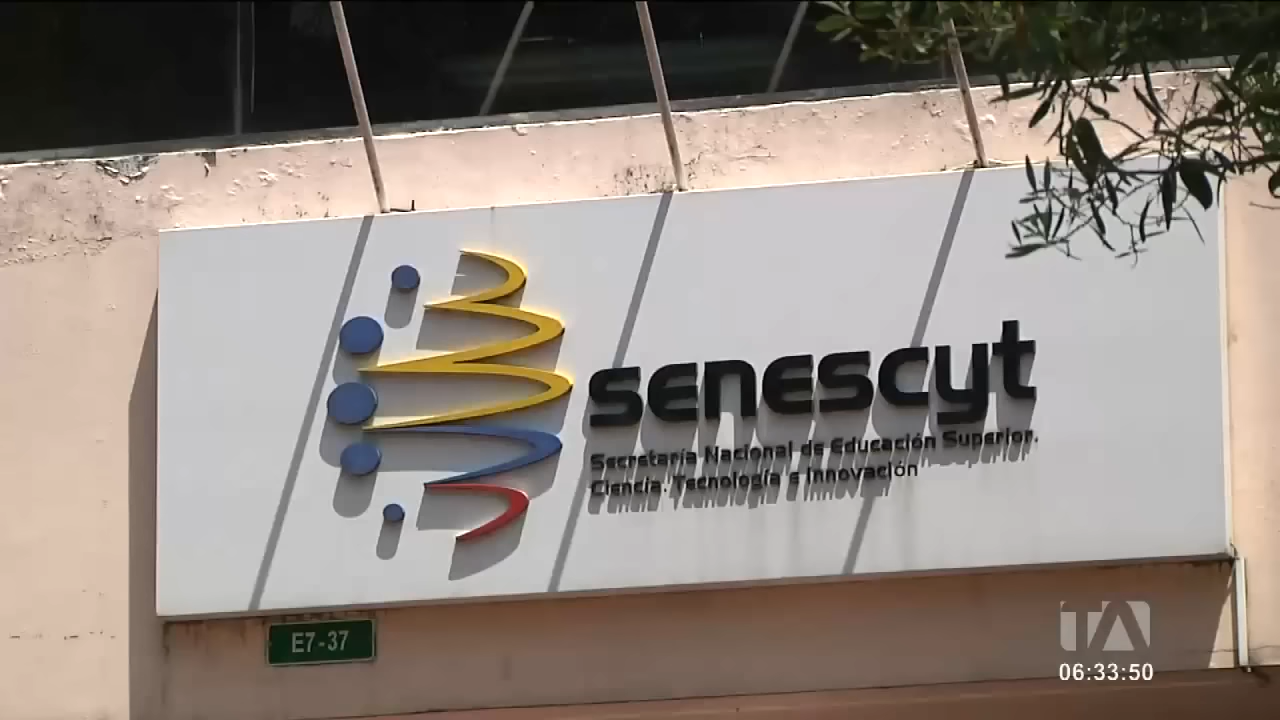 senescyt
Secretaría Nacional de Educación Superior,
Ciencia, Tecnología e Innovación
E7-37
TA
06:33:50